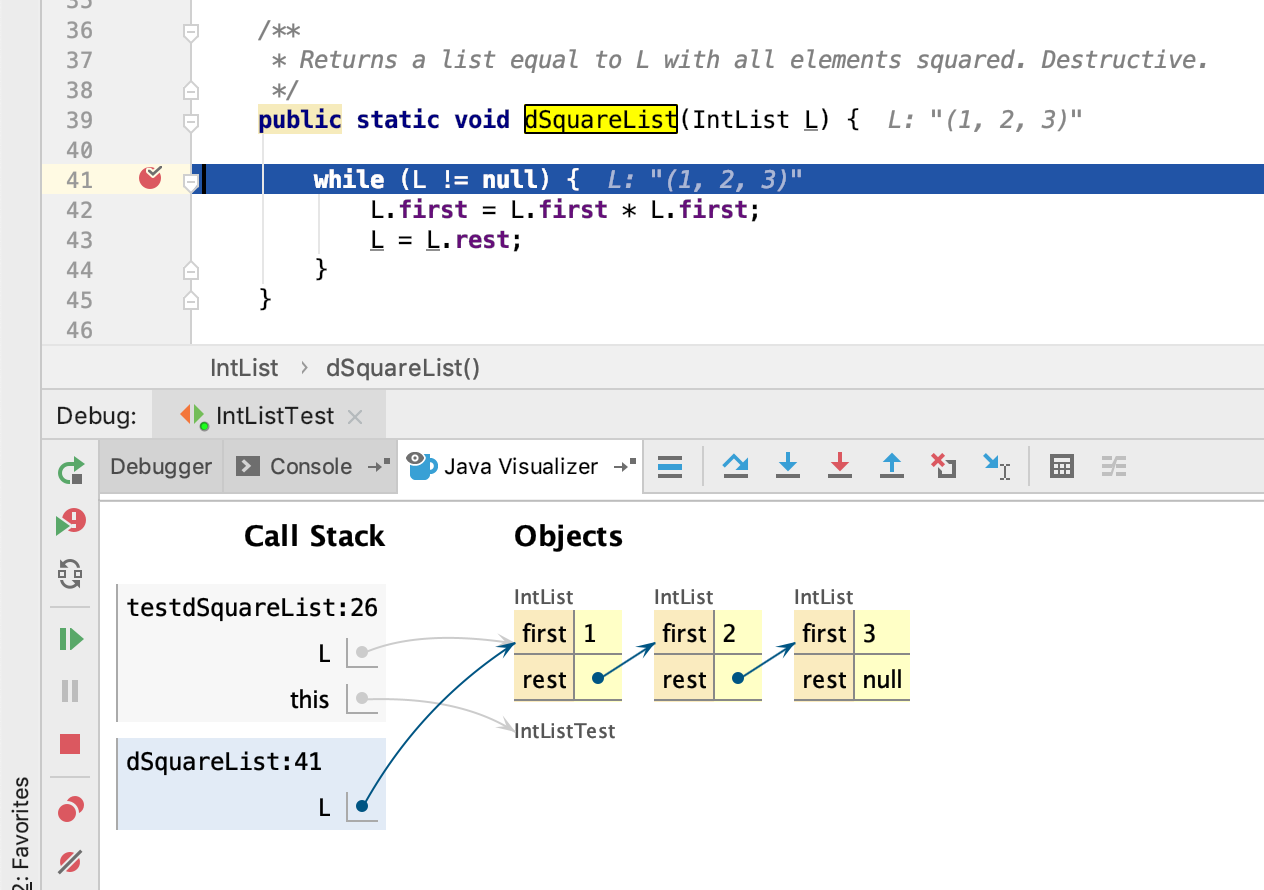 35
36 /**
37 * Returns a list equal to L with all elements squared. Destructive.
38 */
39 public static void dSquareList(IntList L) { L: "(1, 2, 3)"
40
41 while (L != null) { L: "(1, 2, 3)"
42 L.first = L.first * L.first;
43 L = L.rest;
44 }
45 }
46
IntList › dSquareList()
Debug: IntListTest
Debugger Console Java Visualizer
Call Stack Objects
testdSquareList:26
L
this
dSquareList:41
L
IntList IntList IntList
first 1 first 2 first 3
rest rest rest null
IntListTest
2: Favorites